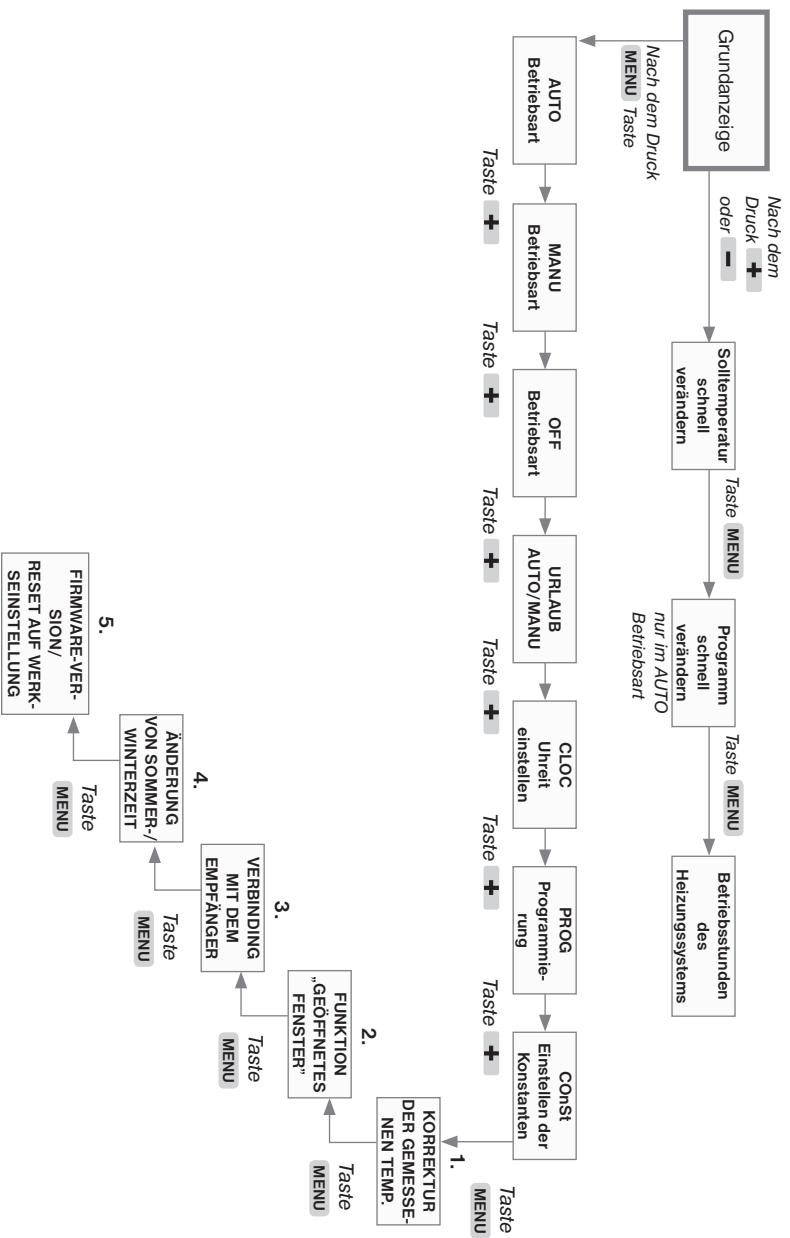 Grundanzeige
Nach dem
Druck +
oder –
Solltemperatur
schnell
verändern
Taste MENU
Programm
schnell
verändern
nur im AUTO
Betriebsart
Taste MENU
Betriebsstunden
des
Heizungssystems
Nach dem Druck
MENU Taste
AUTO
Betriebsart
Taste +
MANU
Betriebsart
Taste +
OFF
Betriebsart
Taste +
URLAUB
AUTO/MANU
Taste +
CLOC
Uhreit
einstellen
Taste +
PROG
Programmie-
rung
Taste +
COnSt
Einstellen der
Konstanten
Taste
MENU
1.
KORREKTUR
DER GEMESSE-
NEN TEMP.
Taste
MENU
2.
FUNKTION
„GEÖFFNETES
FENSTER”
Taste
MENU
3.
VERBINDING
MIT DEM
EMPFÄNGER
Taste
MENU
4.
ÄNDERUNG
VON SOMMER-/
WINTERZEIT
Taste
MENU
5.
FIRMWARE-VER-
SION/
RESET AUF WERK-
SEINSTELLUNG